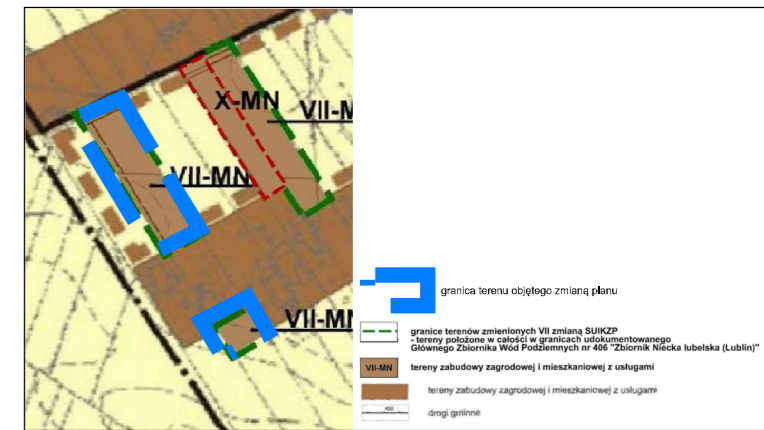 X-MN
VII-M
VII-MN
VII-MN
granica terenu objętego zmianą planu
granice terenów zmienionych VII zmianą SUIKZP
- tereny położone w całości w granicach udokumentowanego
Głównego Zbiornika Wód Podziemnych nr 406 "Zbiornik Niecka lubelska (Lublin)"
VII-MN tereny zabudowy zagrodowej i mieszkaniowej z usługami
tereny zabudowy zagrodowej i mieszkaniowej z usługami
drogi gminne